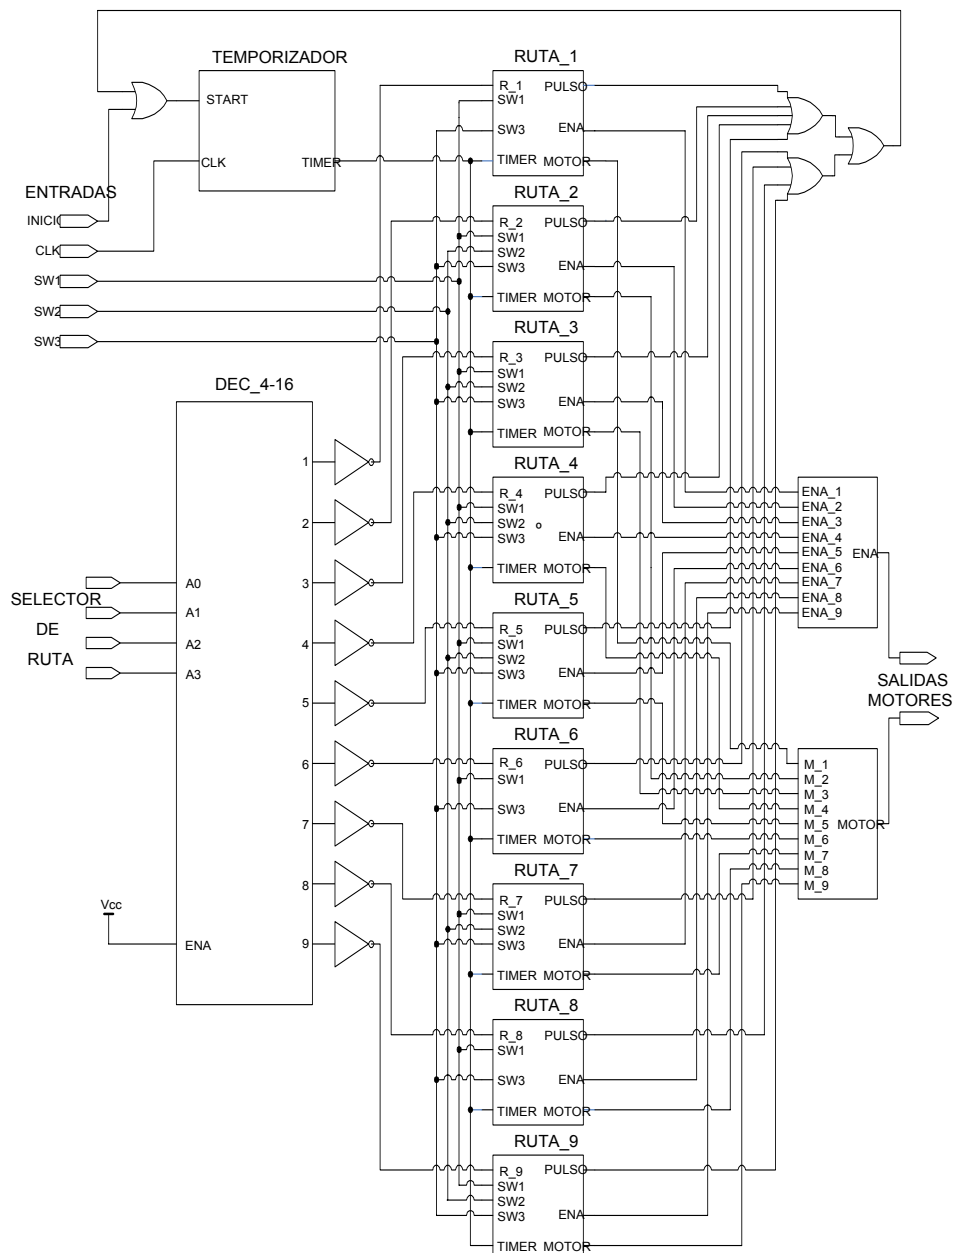 TEMPORIZADOR
START
CLK
TIMER
ENTRADAS
INICIO
CLK
SW1
SW2
SW3
DEC_4-16
1
2
3
4
5
6
7
8
9
A0
A1
A2
A3
ENA
SELECTOR
DE
RUTA
Vcc
RUTA_1
R_1
SW1
SW3
TIMER
PULSO
ENA
MOTOR
RUTA_2
R_2
SW1
SW2
SW3
TIMER
PULSO
ENA
MOTOR
RUTA_3
R_3
SW1
SW2
SW3
TIMER
PULSO
ENA
MOTOR
RUTA_4
R_4
SW1
SW2
SW3
TIMER
PULSO
ENA
MOTOR
RUTA_5
R_5
SW1
SW2
SW3
TIMER
PULSO
ENA
MOTOR
RUTA_6
R_6
SW1
SW3
TIMER
PULSO
ENA
MOTOR
RUTA_7
R_7
SW1
SW2
SW3
TIMER
PULSO
ENA
MOTOR
RUTA_8
R_8
SW1
SW3
TIMER
PULSO
ENA
MOTOR
RUTA_9
R_9
SW1
SW2
SW3
TIMER
PULSO
ENA
MOTOR
ENA_1
ENA_2
ENA_3
ENA_4
ENA_5
ENA_6
ENA_7
ENA_8
ENA_9
ENA
SALIDAS
MOTORES
M_1
M_2
M_3
M_4
M_5
M_6
M_7
M_8
M_9
MOTOR